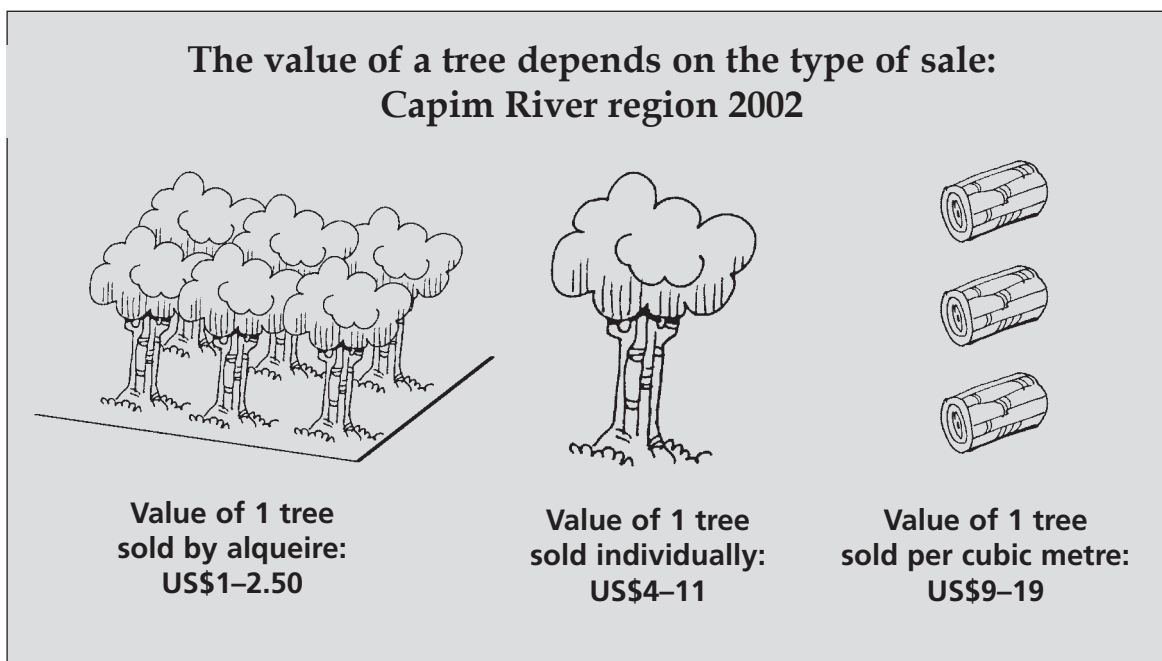 The value of a tree depends on the type of sale:
Capim River region 2002
Value of 1 tree
sold by alqueire:
US$1–2.50
Value of 1 tree
sold individually:
US$4–11
Value of 1 tree
sold per cubic metre:
US$9–19